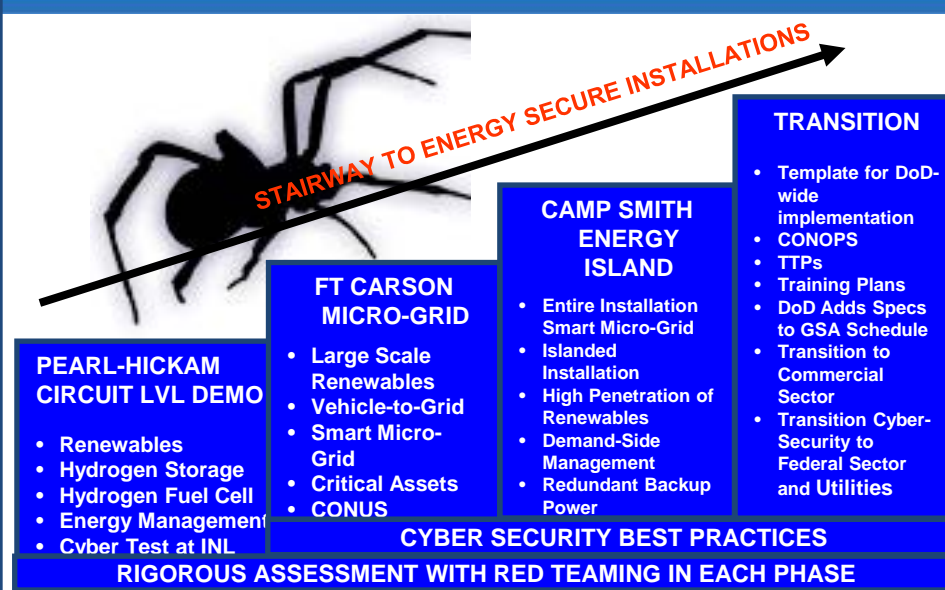 STAIRWAY TO ENERGY SECURE INSTALLATIONS
PEARL-HICKAM
CIRCUIT LVL DEMO
• Renewables
• Hydrogen Storage
• Hydrogen Fuel Cell
• Energy Management
• Cyber Test at INL
FT CARSON
MICRO-GRID
• Large Scale
Renewables
• Vehicle-to-Grid
• Smart Micro-
Grid
• Critical Assets
• CONUS
CAMP SMITH
ENERGY
ISLAND
• Entire Installation
Smart Micro-Grid
• Islanded
Installation
• High Penetration of
Renewables
• Demand-Side
Management
• Redundant Backup
Power
TRANSITION
• Template for DoD-
wide
implementation
• CONOPS
• TTPs
• Training Plans
• DoD Adds Specs
to GSA Schedule
• Transition to
Commercial
Sector
• Transition Cyber-
Security to
Federal Sector
and Utilities
CYBER SECURITY BEST PRACTICES
RIGOROUS ASSESSMENT WITH RED TEAMING IN EACH PHASE